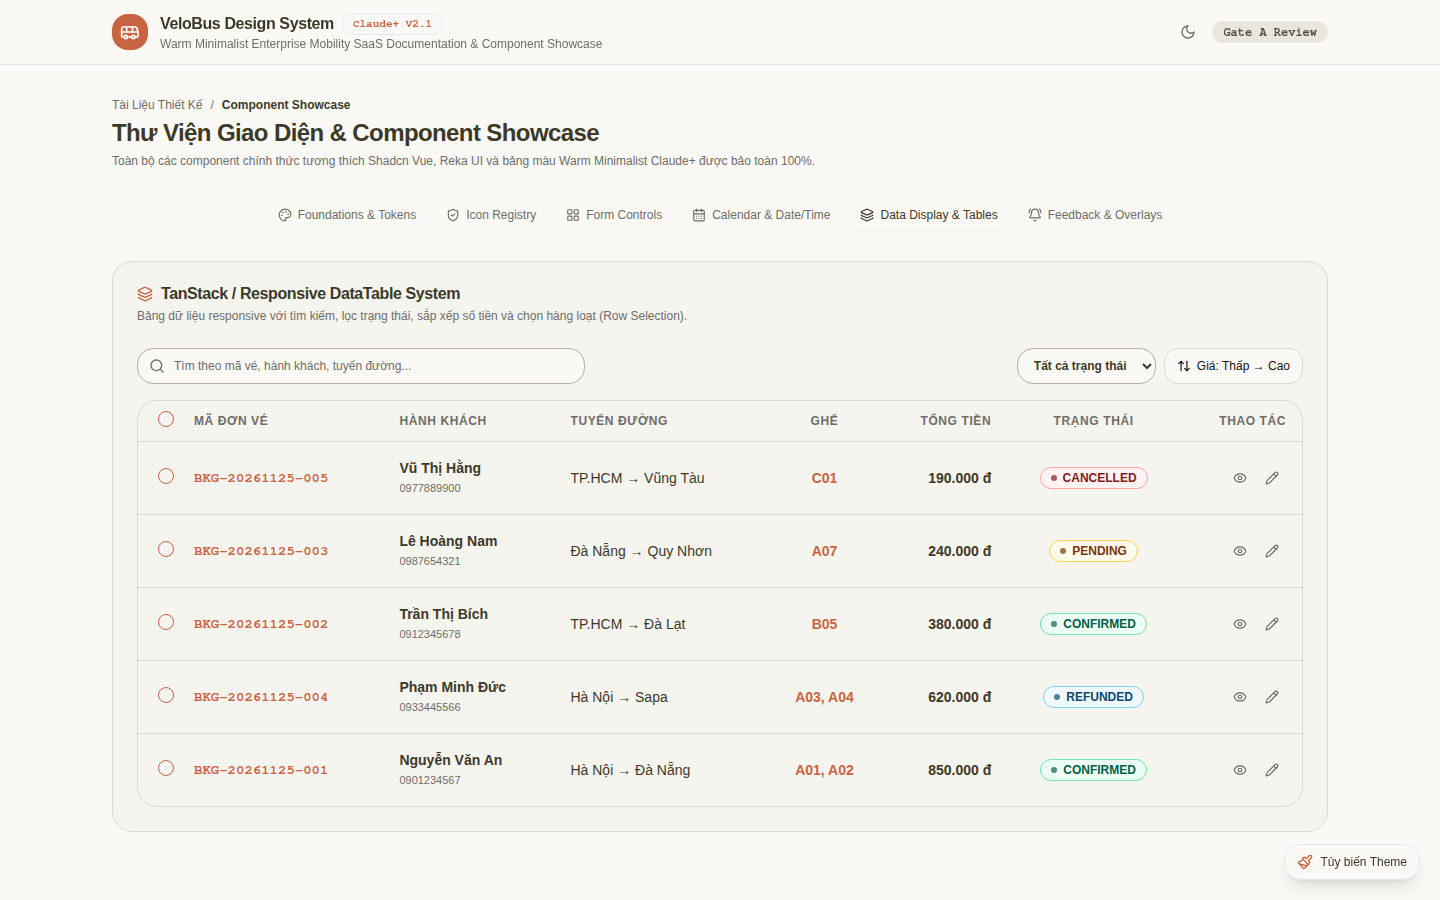 VeloBus Design System Claude+ V2.1
Warm Minimalist Enterprise Mobility SaaS Documentation & Component Showcase
Gate A Review
Tài Liệu Thiết Kế / Component Showcase
Thư Viện Giao Diện & Component Showcase
Toàn bộ các component chính thức tương thích Shadcn Vue, Reka UI và bảng màu Warm Minimalist Claude+ được bảo toàn 100%.
Foundations & Tokens Icon Registry Form Controls Calendar & Date/Time Data Display & Tables Feedback & Overlays
TanStack / Responsive DataTable System
Bảng dữ liệu responsive với tìm kiếm, lọc trạng thái, sắp xếp số tiền và chọn hàng loạt (Row Selection).
Tìm theo mã vé, hành khách, tuyến đường... Tất cả trạng thái Giá: Thấp → Cao
MÃ ĐƠN VÉ HÀNH KHÁCH TUYẾN ĐƯỜNG GHẾ TỔNG TIỀN TRẠNG THÁI THAO TÁC
BKG-20261125-005 Vũ Thị Hằng TP.HCM → Vũng Tàu C01 190.000 đ CANCELLED
0977889900
BKG-20261125-003 Lê Hoàng Nam Đà Nẵng → Quy Nhơn A07 240.000 đ PENDING
0987654321
BKG-20261125-002 Trần Thị Bích TP.HCM → Đà Lạt B05 380.000 đ CONFIRMED
0912345678
BKG-20261125-004 Phạm Minh Đức Hà Nội → Sapa A03, A04 620.000 đ REFUNDED
0933445566
BKG-20261125-001 Nguyễn Văn An Hà Nội → Đà Nẵng A01, A02 850.000 đ CONFIRMED
0901234567
Tùy biến Theme